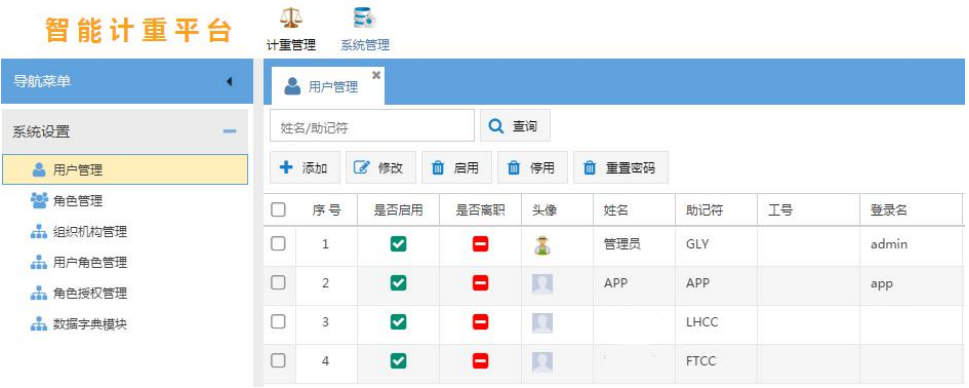 智能计重平台
计重管理 系统管理
导航菜单
用户管理
系统设置
姓名/助记符 查询
用户管理
添加 修改 启用 停用 重置密码
角色管理
序号 是否启用 是否离职 头像 姓名 助记符 工号 登录名
组织机构管理
1 管理员 GLY admin
用户角色管理
2 APP APP app
角色授权管理
数据字典模块
3 LHCC
4 FTCC